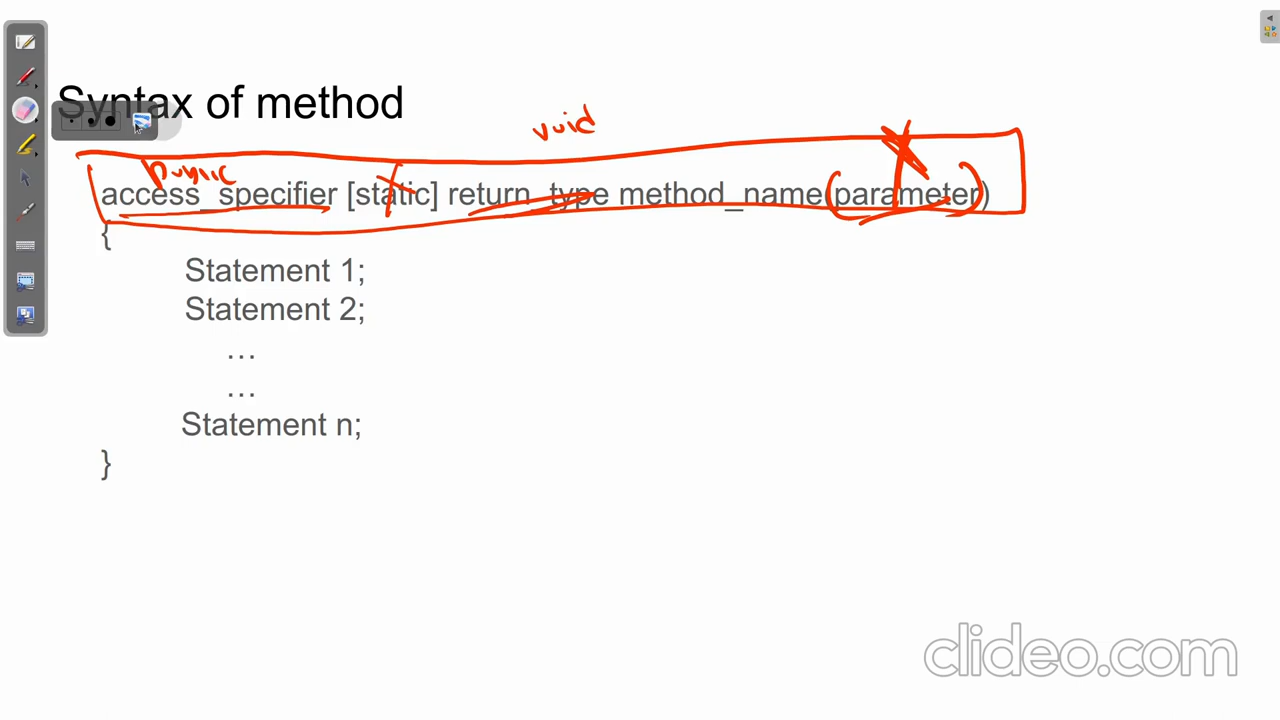 Syntax of method
void
public
access_specifier [static] return_type method_name(parameter)
{
Statement 1;
Statement 2;
...
...
Statement n;
}
clideo.com